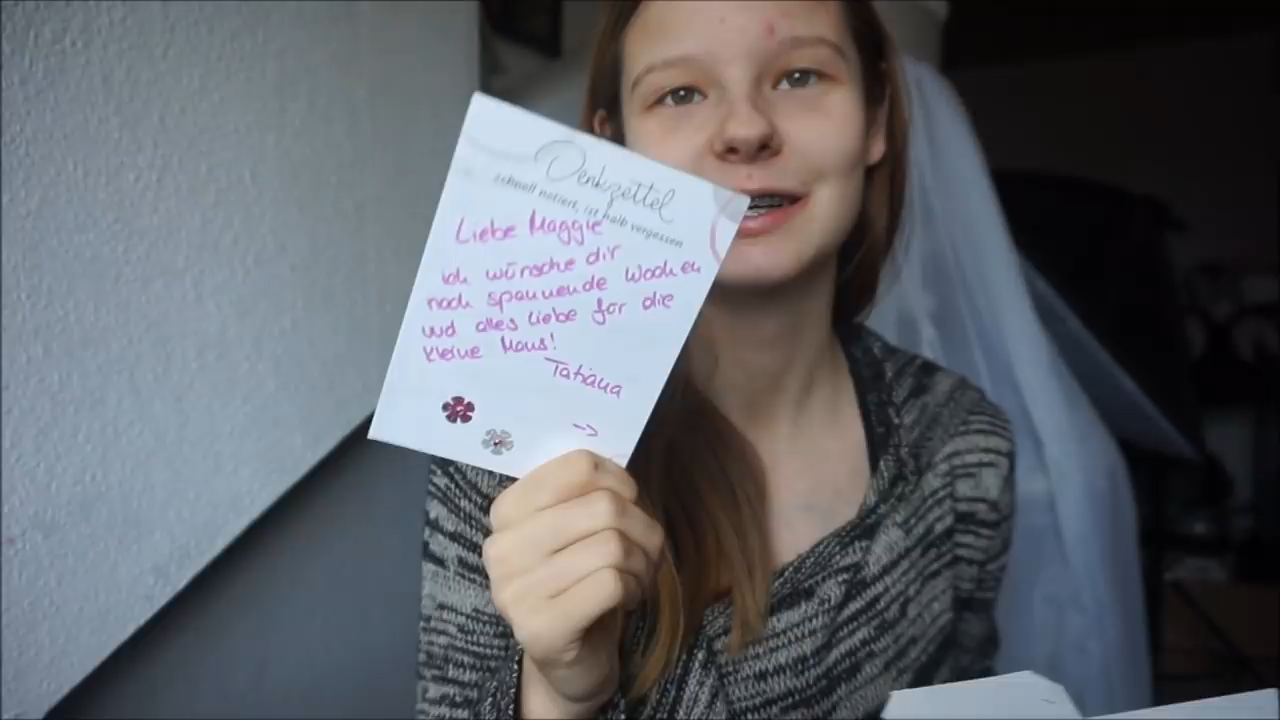 Denkzettel
schnell notiert, ist halb vergessen
Liebe Maggie
ich wünsche dir
noch spannende Wochen
und alles Liebe für die
kleine Maus!
Tatiana
→